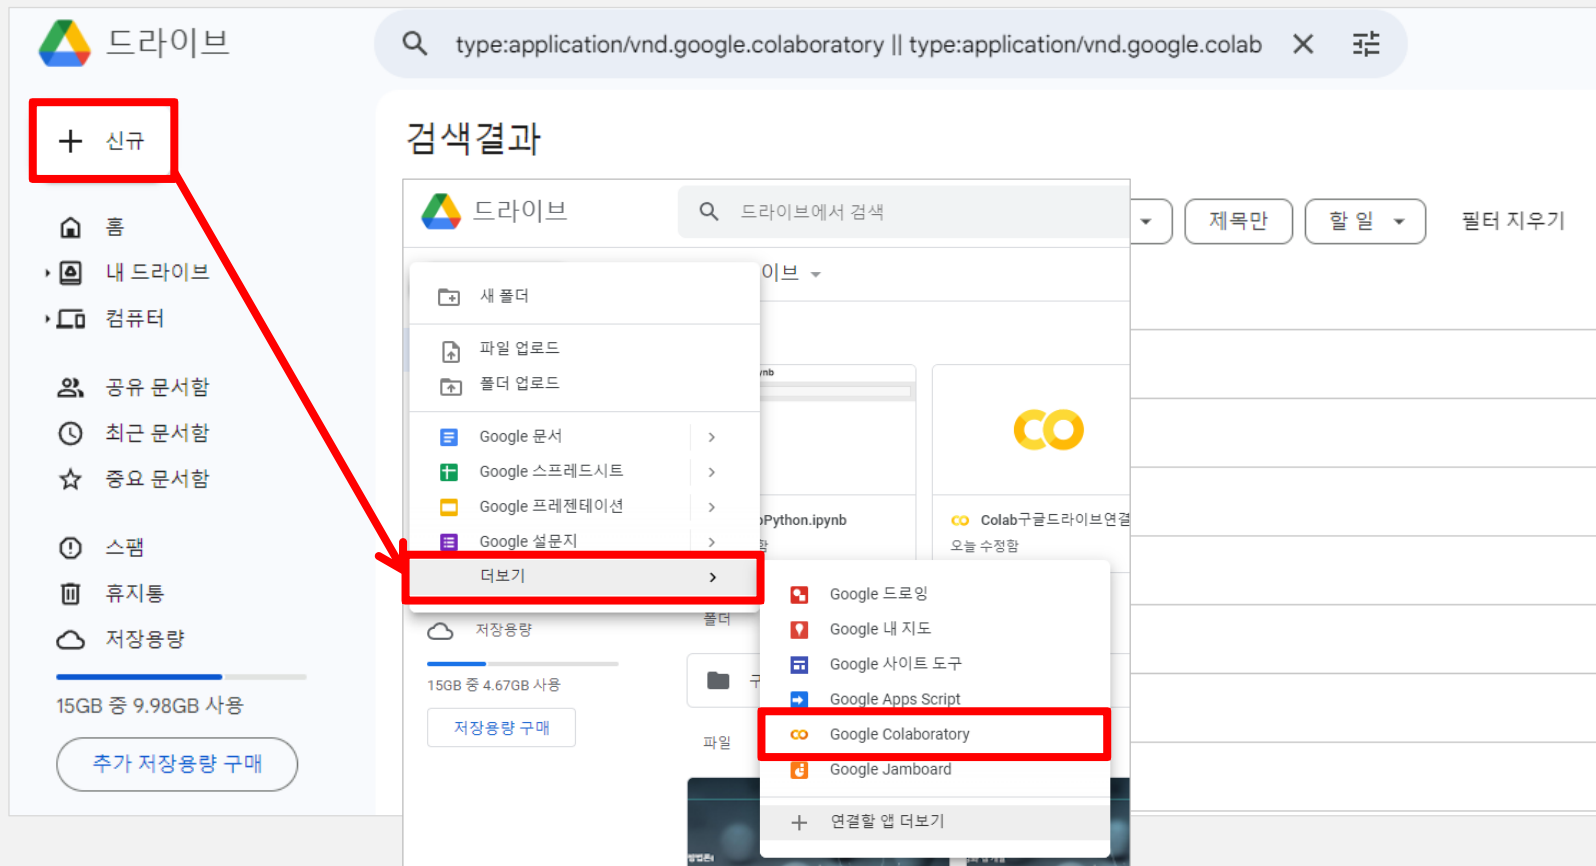 드라이브
type:application/vnd.google.colaboratory || type:application/vnd.google.colab
신규
홈
내 드라이브
컴퓨터
공유 문서함
최근 문서함
중요 문서함
스팸
휴지통
저장용량
15GB 중 9.98GB 사용
추가 저장용량 구매
검색결과
제목만
할 일
필터 지우기
드라이브
드라이브에서 검색
이브
새 폴더
파일 업로드
폴더 업로드
Google 문서
Google 스프레드시트
Google 프레젠테이션
Google 설문지
더보기
저장용량
15GB 중 4.67GB 사용
저장용량 구매
ynb
Python.ipynb
함
Colab구글드라이브연결
오늘 수정함
폴더
구
파일
Google 드로잉
Google 내 지도
Google 사이트 도구
Google Apps Script
Google Colaboratory
Google Jamboard
연결할 앱 더보기